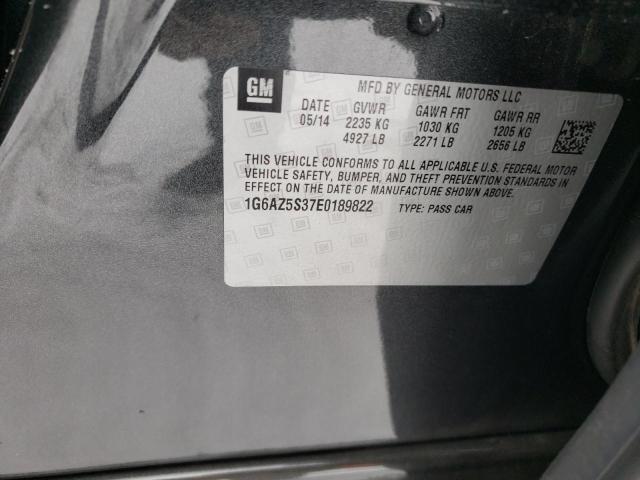 GM
MFD BY GENERAL MOTORS LLC
DATE GVWR GAWR FRT GAWR RR
05/14 2235 KG 1030 KG 1205 KG
4927 LB 2271 LB 2656 LB
THIS VEHICLE CONFORMS TO ALL APPLICABLE U.S. FEDERAL MOTOR
VEHICLE SAFETY, BUMPER, AND THEFT PREVENTION STANDARDS IN
EFFECT ON THE DATE OF MANUFACTURE SHOWN ABOVE.
1G6AZ5S37E0189822 TYPE: PASS CAR